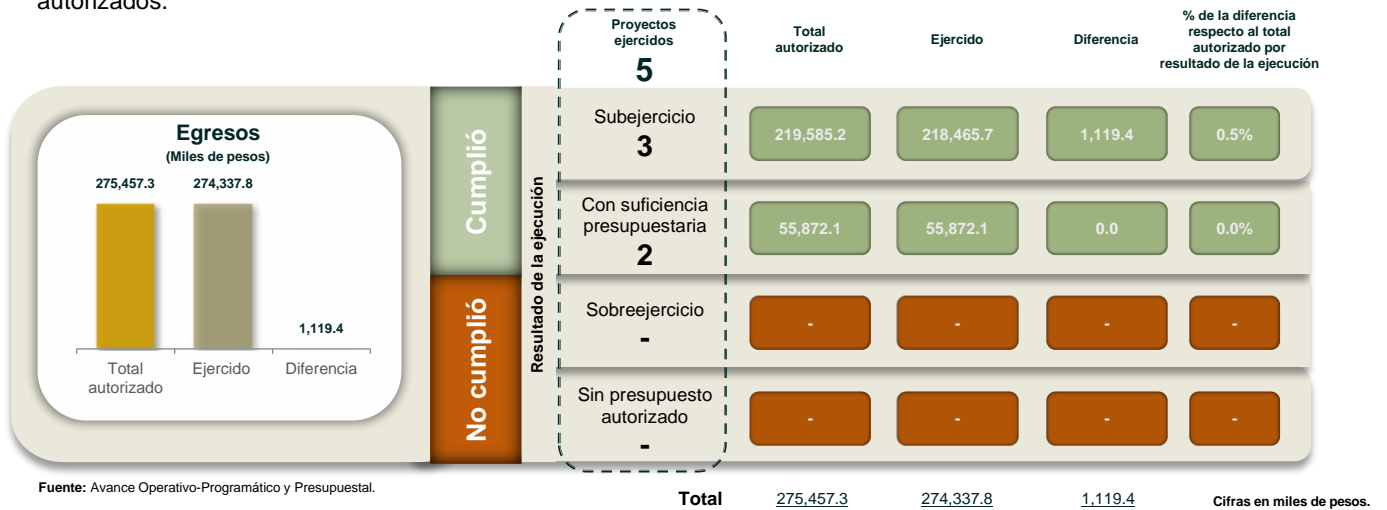 autorizados.
Proyectos
ejercidos
5
Total
autorizado
Ejercido
Diferencia
% de la diferencia
respecto al total
autorizado por
resultado de la ejecución
Egresos
(Miles de pesos)
275,457.3
274,337.8
1,119.4
Total
autorizado
Ejercido
Diferencia
Cumplió
No cumplió
Resultado de la ejecución
Subejercicio
3
219,585.2
218,465.7
1,119.4
0.5%
Con suficiencia
presupuestaria
2
55,872.1
55,872.1
0.0
0.0%
Sobreejercicio
-
-
-
-
-
Sin presupuesto
autorizado
-
-
-
-
-
Fuente: Avance Operativo-Programático y Presupuestal.
Total 275,457.3 274,337.8 1,119.4 Cifras en miles de pesos.